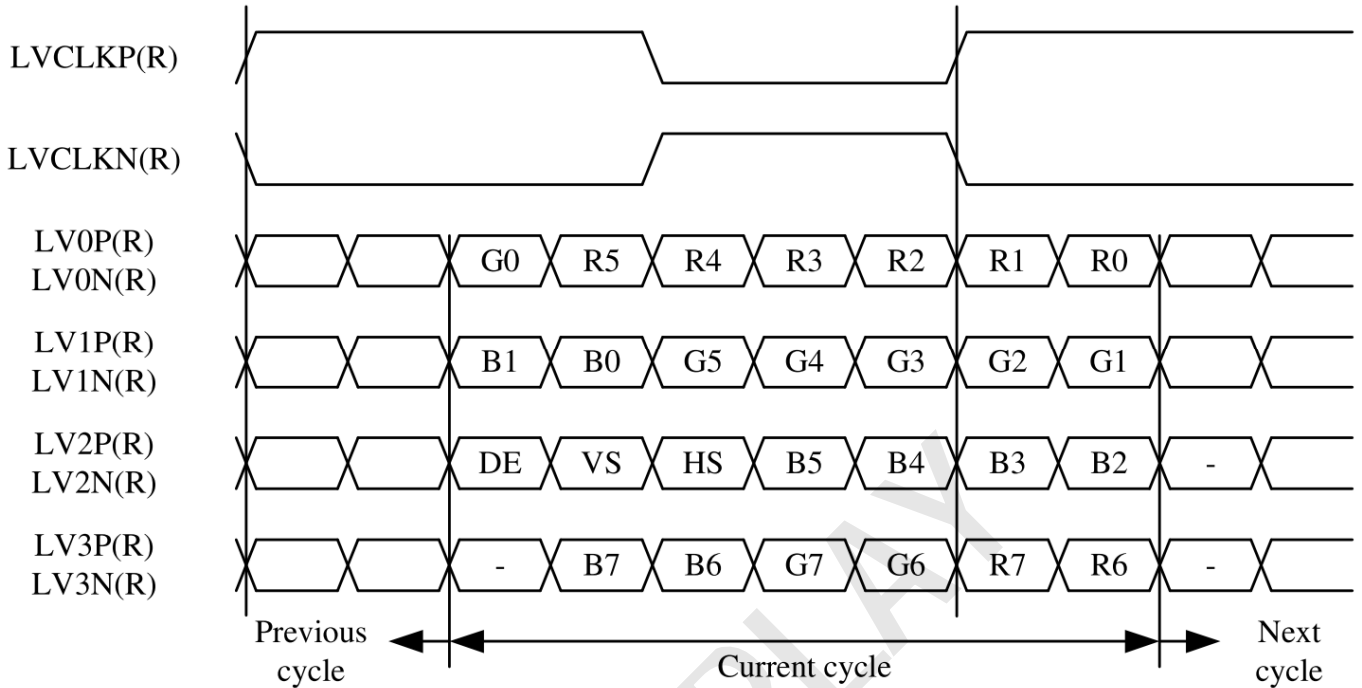 LVCLKP(R)
LVCLKN(R)
LV0P(R)
LV0N(R)
G0 R5 R4 R3 R2 R1 R0
LV1P(R)
LV1N(R)
B1 B0 G5 G4 G3 G2 G1
LV2P(R)
LV2N(R)
DE VS HS B5 B4 B3 B2 -
LV3P(R)
LV3N(R)
- B7 B6 G7 G6 R7 R6 -
Previous
cycle
Current cycle
Next
cycle
PLAY